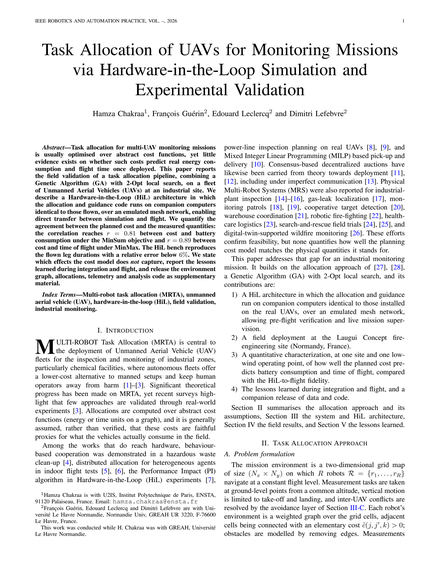 IEEE ROBOTICS AND AUTOMATION PRACTICE, VOL. –, 2026 1
Task Allocation of UAVs for Monitoring Missions
via Hardware-in-the-Loop Simulation and
Experimental Validation
Hamza Chakraa1, François Guérin2, Edouard Leclercq2 and Dimitri Lefebvre2
Abstract—Task allocation for multi-UAV monitoring missions
is usually optimised over abstract cost functions, yet little
evidence exists on whether such costs predict real energy con-
sumption and flight time once deployed. This paper reports
the field validation of a task allocation pipeline, combining a
Genetic Algorithm (GA) with 2-Opt local search, on a fleet
of Unmanned Aerial Vehicles (UAVs) at an industrial site. We
describe a Hardware-in-the-Loop (HiL) architecture in which
the allocation and guidance code runs on companion computers
identical to those flown, over an emulated mesh network, enabling
direct transfer between simulation and flight. We quantify the
agreement between the planned cost and the measured quantities:
the correlation reaches r = 0.81 between cost and battery
consumption under the MinSum objective and r = 0.89 between
cost and time of flight under MinMax. The HiL bench reproduces
the flown leg durations with a relative error below 6%. We state
which effects the cost model does not capture, report the lessons
learned during integration and flight, and release the environment
graph, allocations, telemetry and analysis code as supplementary
material.
Index Terms—Multi-robot task allocation (MRTA), unmanned
aerial vehicle (UAV), hardware-in-the-loop (HiL), field validation,
industrial monitoring.
I. INTRODUCTION
MULTI-ROBOT Task Allocation (MRTA) is central to
the deployment of Unmanned Aerial Vehicle (UAV)
fleets for the inspection and monitoring of industrial zones,
particularly chemical facilities, where autonomous fleets offer
a lower-cost alternative to manned setups and keep human
operators away from harm [1]–[3]. Significant theoretical
progress has been made on MRTA, yet recent surveys high-
light that few approaches are validated through real-world
experiments [3]. Allocations are computed over abstract cost
functions (energy or time units on a graph), and it is generally
assumed, rather than verified, that these costs are faithful
proxies for what the vehicles actually consume in the field.
Among the works that do reach hardware, behaviour-
based cooperation was demonstrated in a hazardous waste
clean-up [4], distributed allocation for heterogeneous agents
in indoor flight tests [5], [6], the Performance Impact (PI)
algorithm in Hardware-in-the-Loop (HiL) experiments [7],
1Hamza Chakraa is with U2IS, Institut Polytechnique de Paris, ENSTA,
91120 Palaiseau, France. Email: hamza.chakraa@ensta.fr
2François Guérin, Edouard Leclercq and Dimitri Lefebvre are with Uni-
versité Le Havre Normandie, Normandie Univ, GREAH UR 3220, F-76600
Le Havre, France.
This work was conducted while H. Chakraa was with GREAH, Université
Le Havre Normandie.
power-line inspection planning on real UAVs [8], [9], and
Mixed Integer Linear Programming (MILP) based pick-up and
delivery [10]. Consensus-based decentralized auctions have
likewise been carried from theory towards deployment [11],
[12], including under imperfect communication [13]. Physical
Multi-Robot Systems (MRS) were also reported for industrial-
plant inspection [14]–[16], gas-leak localization [17], mon-
itoring patrols [18], [19], cooperative target detection [20],
warehouse coordination [21], robotic fire-fighting [22], health-
care logistics [23], search-and-rescue field trials [24], [25], and
digital-twin-supported wildfire monitoring [26]. These efforts
confirm feasibility, but none quantifies how well the planning
cost model matches the physical quantities it stands for.
This paper addresses that gap for an industrial monitoring
mission. It builds on the allocation approach of [27], [28],
a Genetic Algorithm (GA) with 2-Opt local search, and its
contributions are:
1) A HiL architecture in which the allocation and guidance
run on companion computers identical to those installed
on the real UAVs, over an emulated mesh network,
allowing pre-flight verification and live mission super-
vision.
2) A field deployment at the Laugui Concept fire-
engineering site (Normandy, France).
3) A quantitative characterization, at one site and one low-
wind operating point, of how well the planned cost pre-
dicts battery consumption and time of flight, compared
with the HiL-to-flight fidelity.
4) The lessons learned during integration and flight, and a
companion release of data and code.
Section II summarises the allocation approach and its
assumptions, Section III the system and HiL architecture,
Section IV the field results, and Section V the lessons learned.
II. TASK ALLOCATION APPROACH
A. Problem formulation
The mission environment is a two-dimensional grid map
of size (Nx × Ny) on which R robots R = {r1, . . . , rR}
navigate at a constant flight level. Measurement tasks are taken
at ground-level points from a common altitude, vertical motion
is limited to take-off and landing, and inter-UAV conflicts are
resolved by the avoidance layer of Section III-C. Each robot's
environment is a weighted graph over the grid cells, adjacent
cells being connected with an elementary cost ĉ(j, j′, k) > 0;
obstacles are modelled by removing edges. Measurements